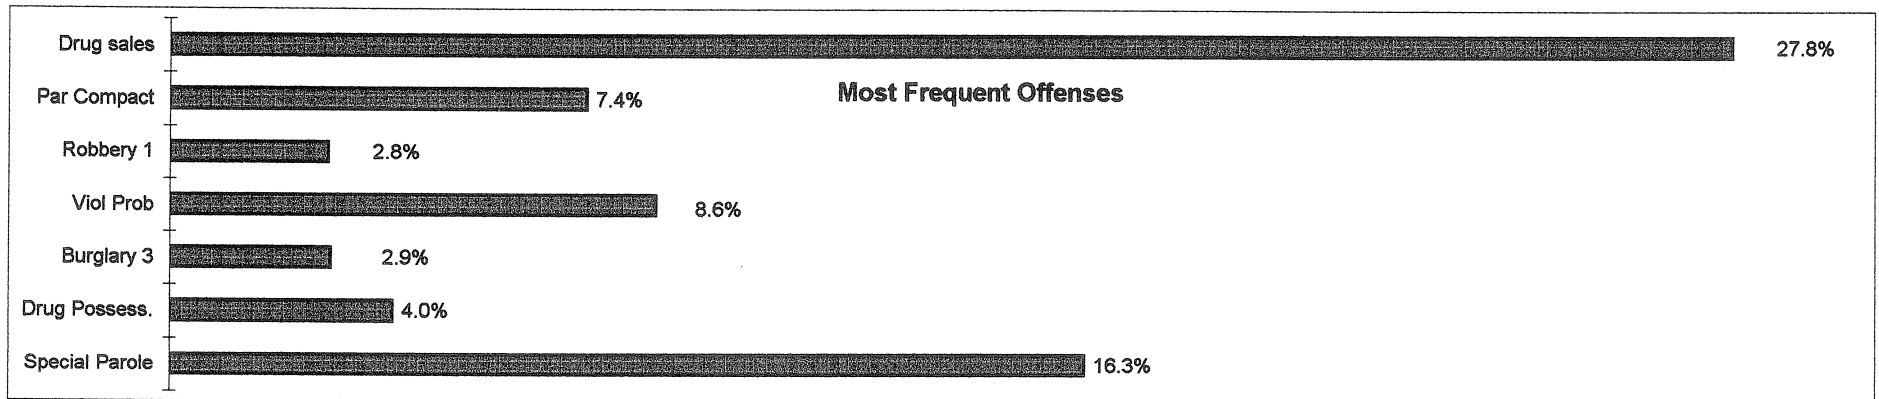 Drug sales 27.8%
Most Frequent Offenses
Par Compact 7.4%
Robbery 1 2.8%
Viol Prob 8.6%
Burglary 3 2.9%
Drug Possess. 4.0%
Special Parole 16.3%